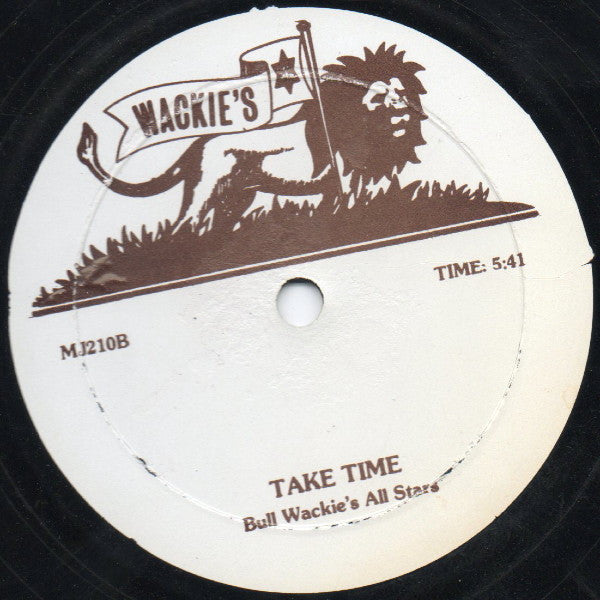 WACKIE'S
TIME: 5:41
MJ210B
TAKE TIME
Bull Wackie's All Stars